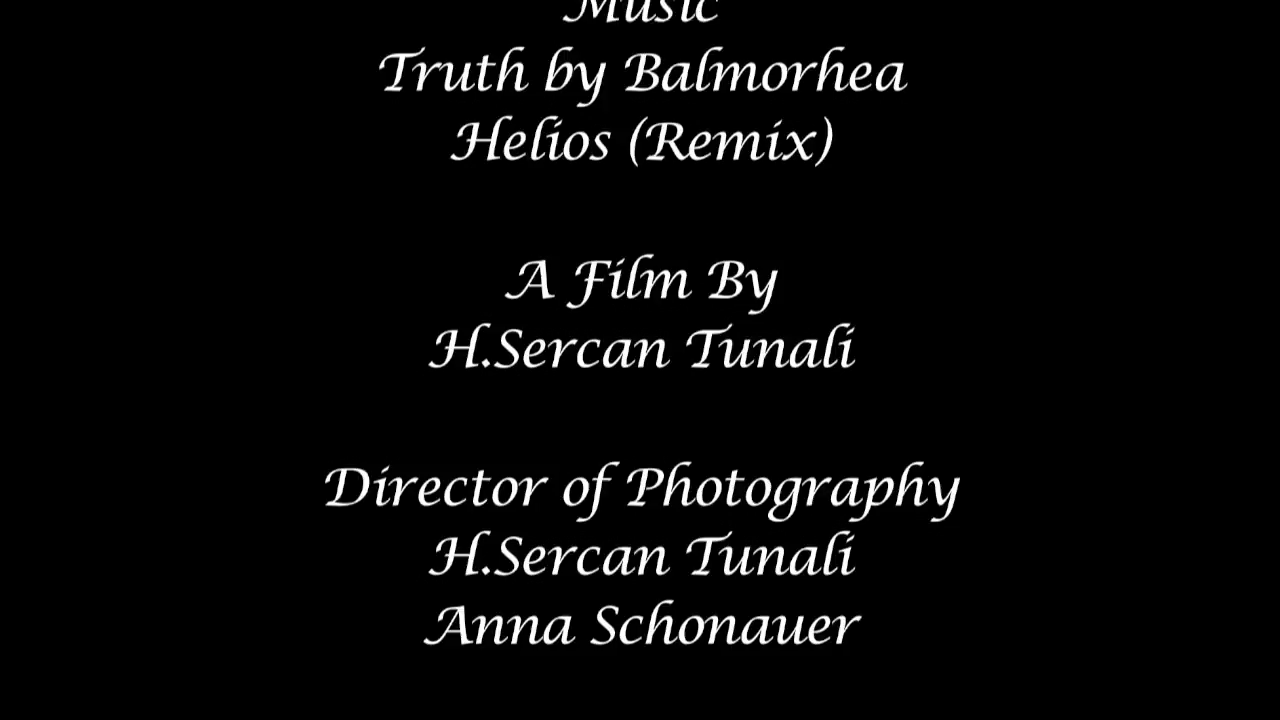 Music
Truth by Balmorhea
Helios (Remix)
A Film By
H.Sercan Tunali
Director of Photography
H.Sercan Tunali
Anna Schonauer